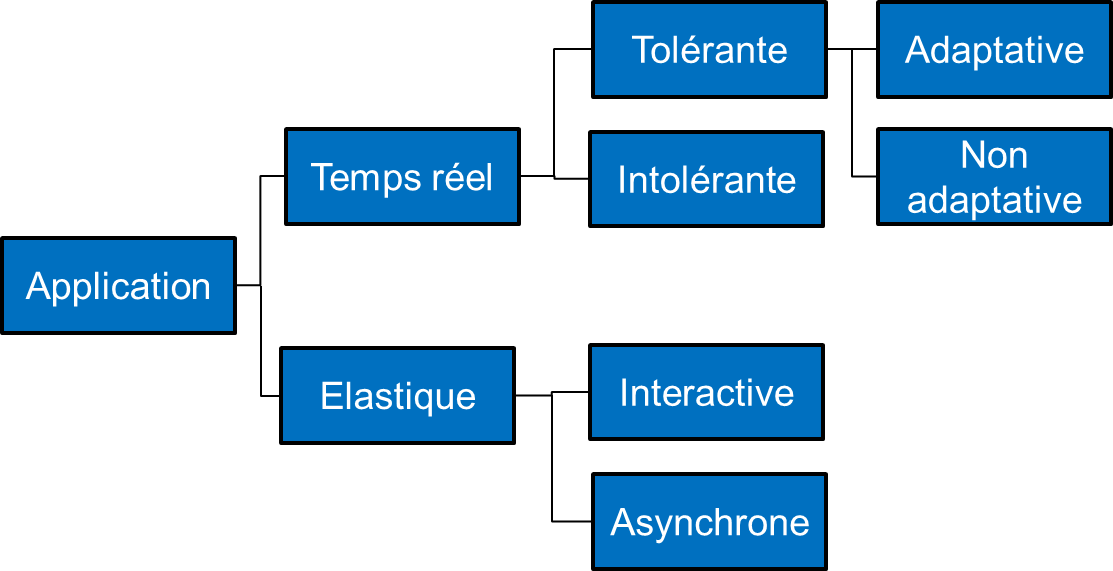 Tolérante
Adaptative
Temps réel
Intolérante
Non
adaptative
Application
Elastique
Interactive
Asynchrone